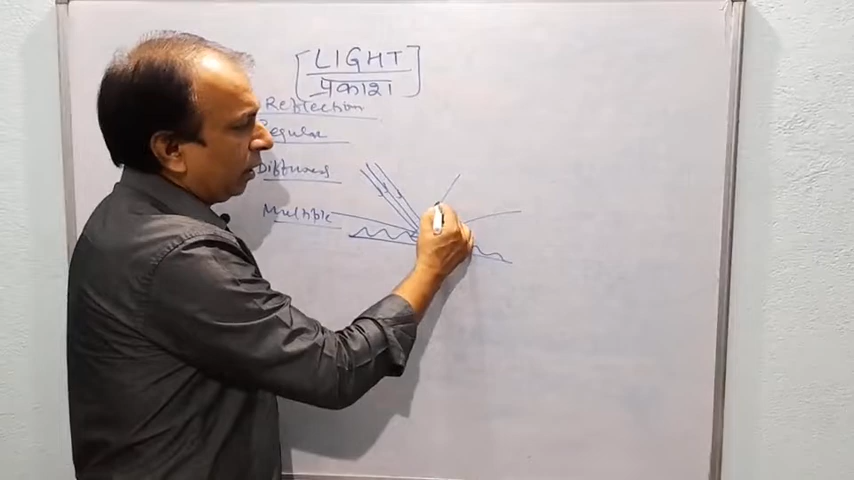 LIGHT
प्रकाश
Reflection
Regular
Diffused
Multiple